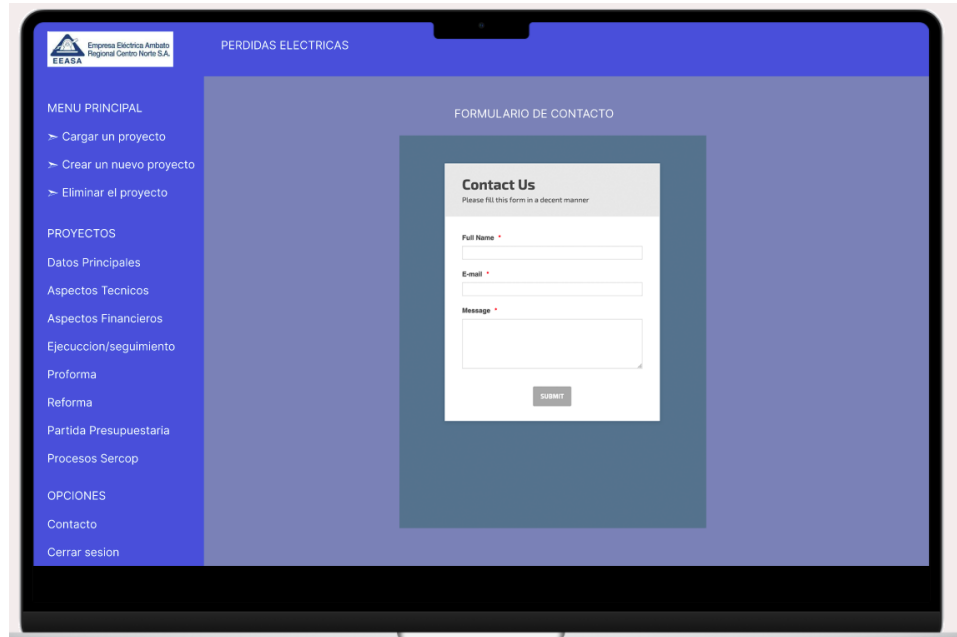 Empresa Eléctrica Ambato
Regional Centro Norte S.A.
EEASA
PERDIDAS ELECTRICAS
MENU PRINCIPAL
➣ Cargar un proyecto
➣ Crear un nuevo proyecto
➣ Eliminar el proyecto
PROYECTOS
Datos Principales
Aspectos Tecnicos
Aspectos Financieros
Ejecuccion/seguimiento
Proforma
Reforma
Partida Presupuestaria
Procesos Sercop
OPCIONES
Contacto
Cerrar sesion
FORMULARIO DE CONTACTO
Contact Us
Please fill this form in a decent manner
Full Name *
E-mail *
Message *
SUBMIT